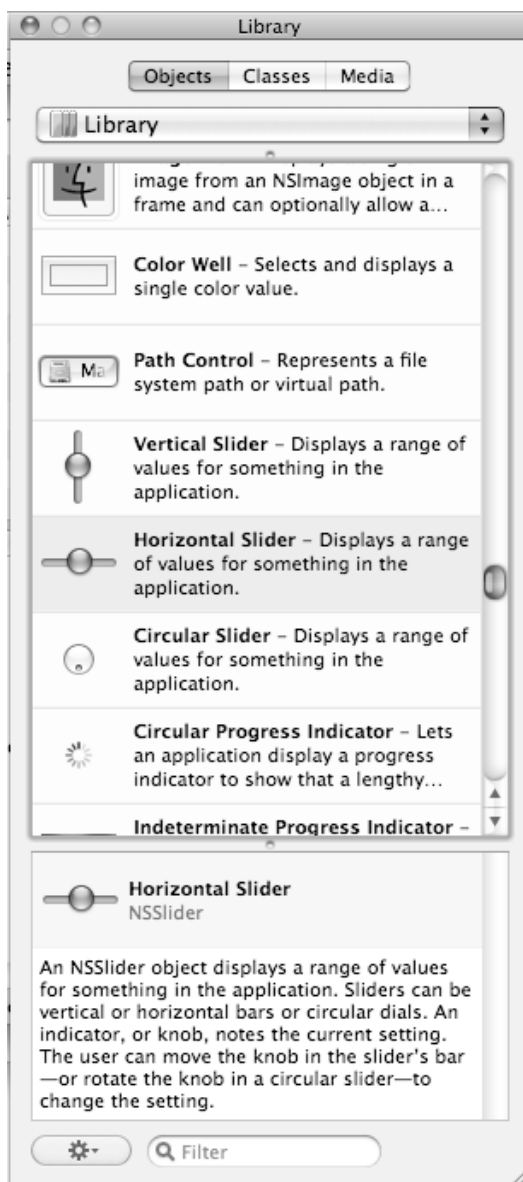 Library
Objects Classes Media
Library
image from an NSImage object in a
frame and can optionally allow a...
Color Well – Selects and displays a
single color value.
Path Control – Represents a file
system path or virtual path.
Vertical Slider – Displays a range of
values for something in the
application.
Horizontal Slider – Displays a range
of values for something in the
application.
Circular Slider – Displays a range of
values for something in the
application.
Circular Progress Indicator – Lets
an application display a progress
indicator to show that a lengthy...
Indeterminate Progress Indicator –
Horizontal Slider
NSSlider
An NSSlider object displays a range of values
for something in the application. Sliders can be
vertical or horizontal bars or circular dials. An
indicator, or knob, notes the current setting.
The user can move the knob in the slider's bar
—or rotate the knob in a circular slider—to
change the setting.
Filter